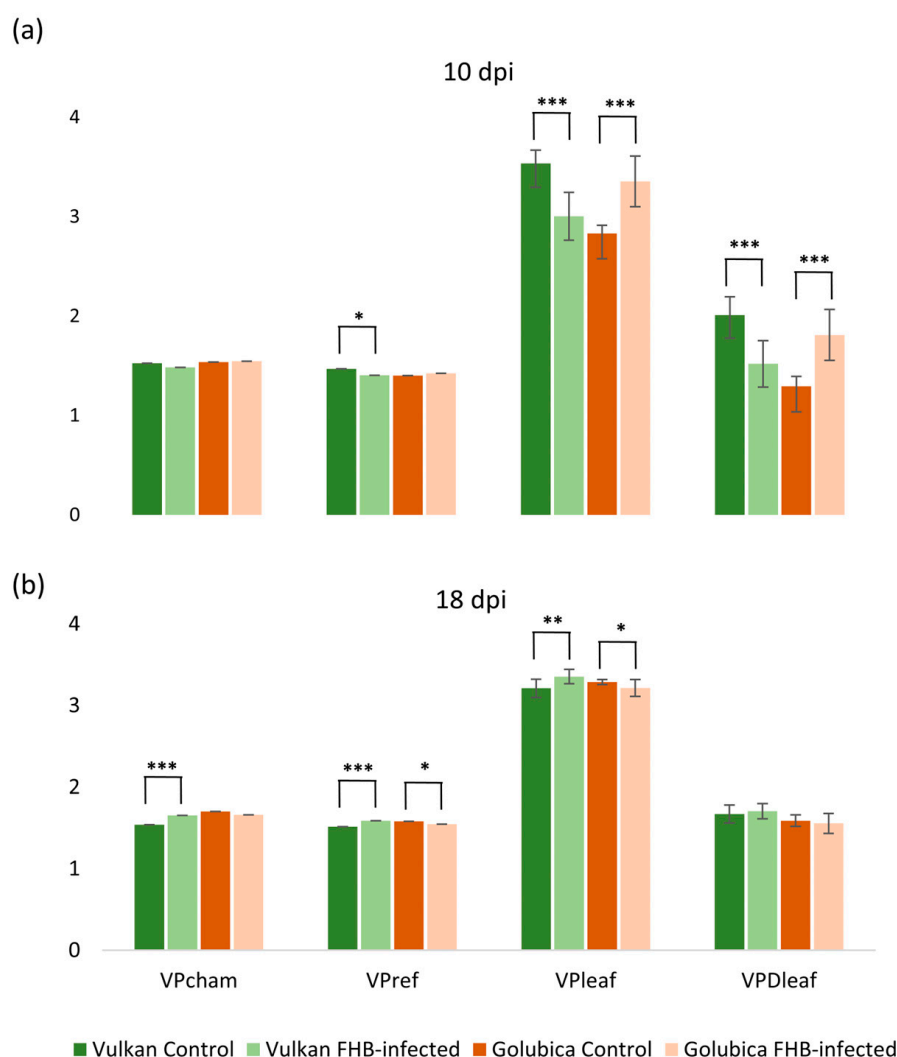 (a)
10 dpi
4
*** ***
3
*** ***
2
*
1
0
(b)
18 dpi
4
** *
3
2
*** *** *
1
0
VPcham VPref VPleaf VPDleaf
Vulkan Control Vulkan FHB-infected Golubica Control Golubica FHB-infected